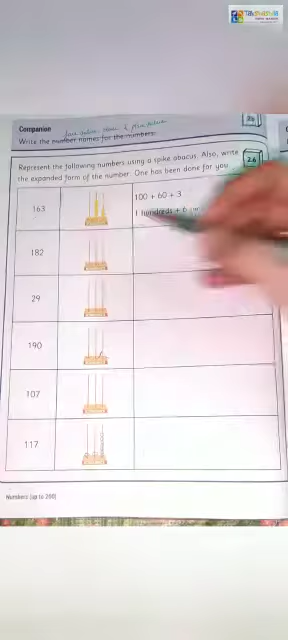 Companion
Write the number names for the numbers.
Represent the following numbers using a spike abacus. Also, write
the expanded form of the number. One has been done for you.
2.6
163
100 + 60 + 3
1 hundreds + 6
182
29
190
107
117
Numbers (up to 200)